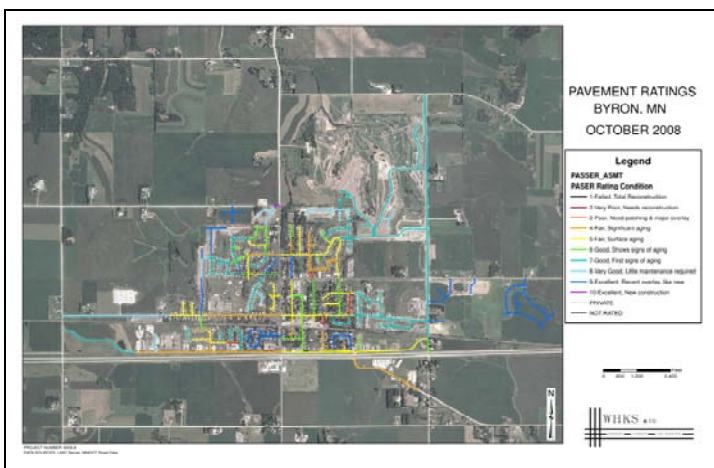 PAVEMENT RATINGS
BYRON, MN
OCTOBER 2008
Legend
PASSER_ASMT
PASER Rating Condition
1-Failed, Total Reconstruction
2-Very Poor, Needs reconstruction
3-Poor, Need patching & major overlay
4-Fair, Significant aging
5-Fair, Surface aging
6-Good, Shows signs of aging
7-Good, First signs of aging
8-Very Good, Little maintenance required
9-Excellent, Recent overlay, like new
10-Excellent, New construction
PRIVATE
NOT RATED
N
WHKS & co
PROJECT NUMBER